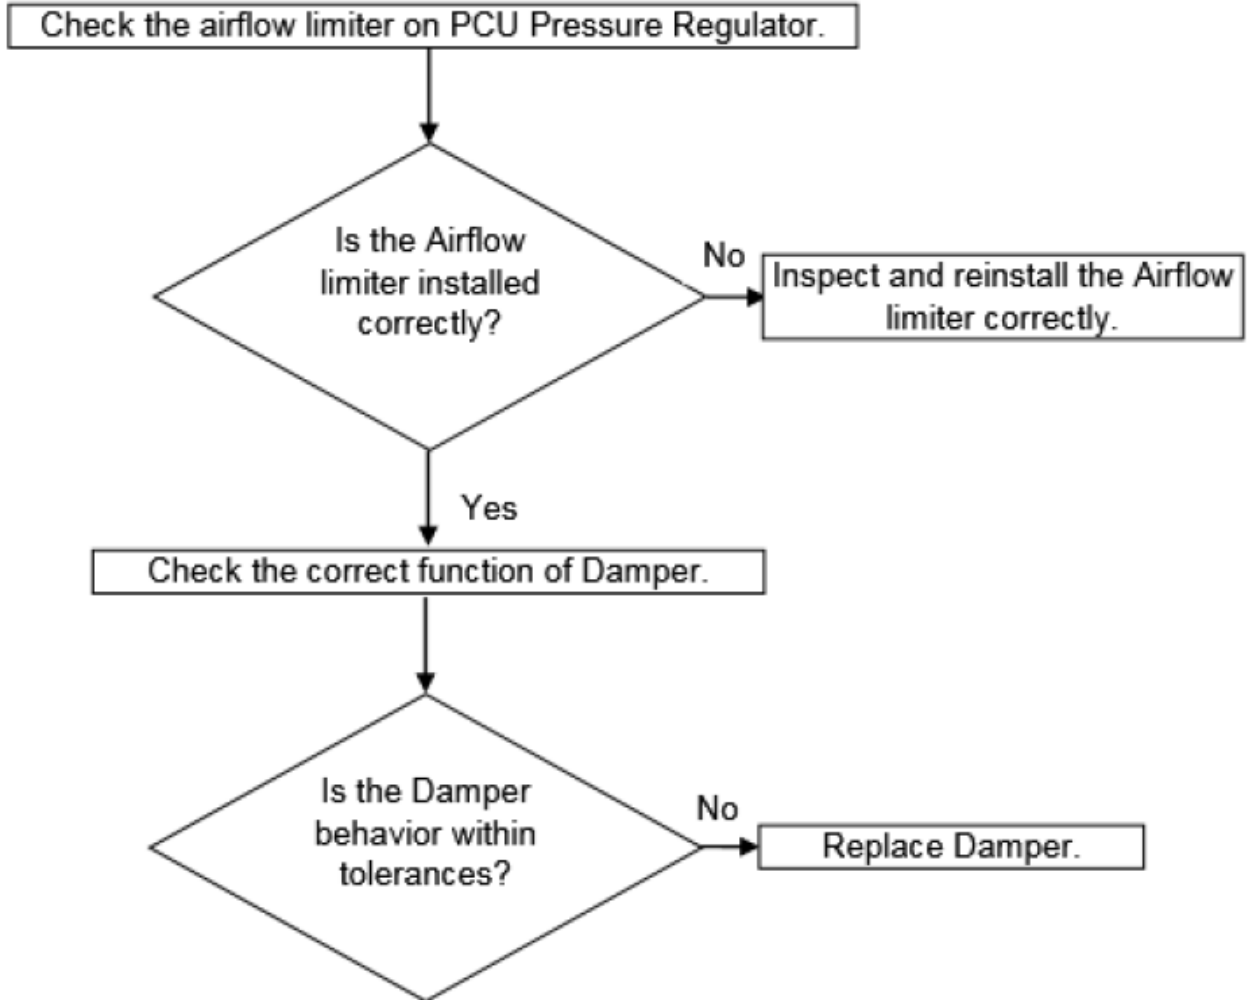 Check the airflow limiter on PCU Pressure Regulator.
Is the Airflow
limiter installed
correctly?
No
Inspect and reinstall the Airflow
limiter correctly.
Yes
Check the correct function of Damper.
Is the Damper
behavior within
tolerances?
No
Replace Damper.